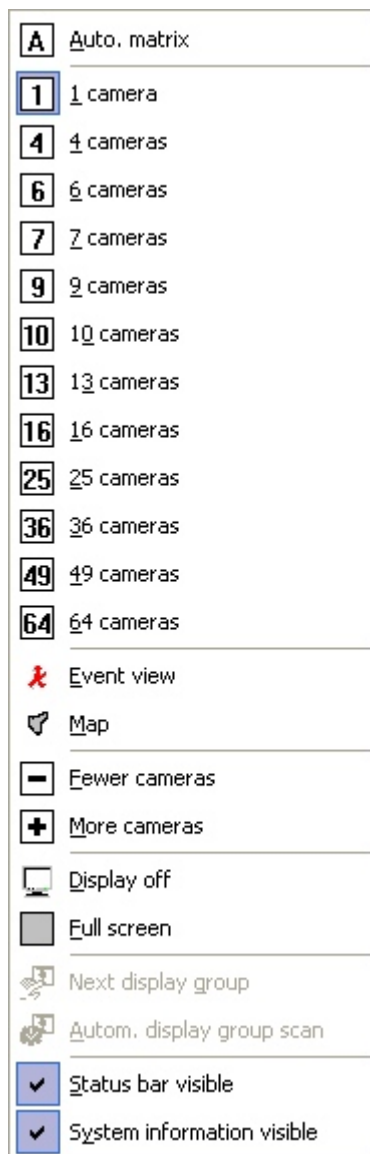 A Auto. matrix
1 1 camera
4 4 cameras
6 6 cameras
7 7 cameras
9 9 cameras
10 10 cameras
13 13 cameras
16 16 cameras
25 25 cameras
36 36 cameras
49 49 cameras
64 64 cameras
Event view
Map
Fewer cameras
More cameras
Display off
Full screen
Next display group
Autom. display group scan
Status bar visible
System information visible